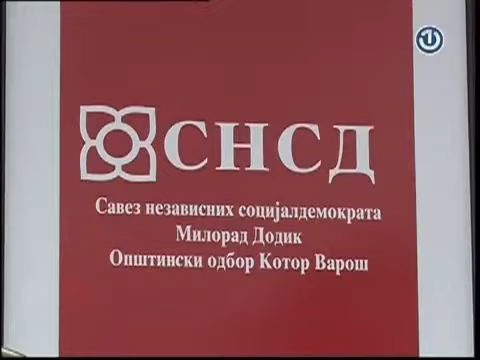 СНСД
Савез независних социјалдемократа
Милорад Додик
Општински одбор Котор Варош